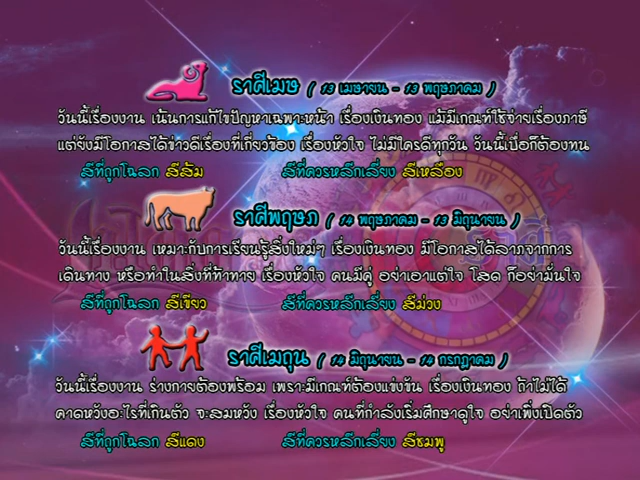 ราศีเมษ ( 13 เมษายน - 13 พฤษภาคม )
วันนี้เรื่องงาน เน้นการแก้ไขปัญหาเฉพาะหน้า เรื่องเงินทอง แม้มีเกณฑ์ใช้จ่ายเรื่องภาษี
แต่ยังมีโอกาสได้ข่าวดีเรื่องที่เกี่ยวข้อง เรื่องหัวใจ ไม่มีใครดีทุกวัน วันนี้เบื่อก็ต้องทน
สีที่ถูกโฉลก สีส้ม สีที่ควรหลีกเลี่ยง สีเหลือง
ราศีพฤษภ ( 14 พฤษภาคม - 13 มิถุนายน )
วันนี้เรื่องงาน เหมาะกับการเรียนรู้สิ่งใหม่ๆ เรื่องเงินทอง มีโอกาสได้ลาภจากการ
เดินทาง หรือทำในสิ่งที่ท้าทาย เรื่องหัวใจ คนมีคู่ อย่าเอาแต่ใจ โสด ก็อย่ามั่นใจ
สีที่ถูกโฉลก สีเขียว สีที่ควรหลีกเลี่ยง สีม่วง
ราศีเมถุน ( 14 มิถุนายน - 14 กรกฎาคม )
วันนี้เรื่องงาน ร่างกายต้องพร้อม เพราะมีเกณฑ์ต้องแข่งขัน เรื่องเงินทอง ถ้าไม่ได้
คาดหวังอะไรที่เกินตัว จะสมหวัง เรื่องหัวใจ คนที่กำลังเริ่มศึกษาดูใจ อย่าเพิ่งเปิดตัว
สีที่ถูกโฉลก สีแดง สีที่ควรหลีกเลี่ยง สีชมพู